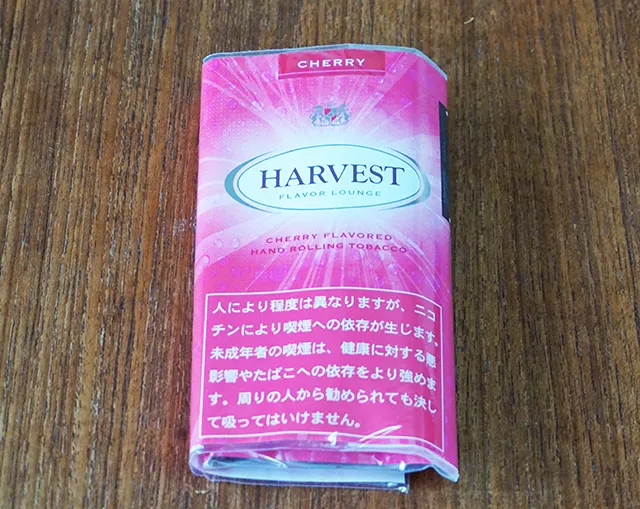 CHERRY
HARVEST
FLAVOR LOUNGE
CHERRY FLAVORED
HAND ROLLING TOBACCO
人により程度は異なりますが、ニコ
チンにより喫煙への依存が生じます。
未成年者の喫煙は、健康に対する悪
影響やたばこへの依存をより強めま
す。周りの人から勧められても決し
て吸ってはいけません。